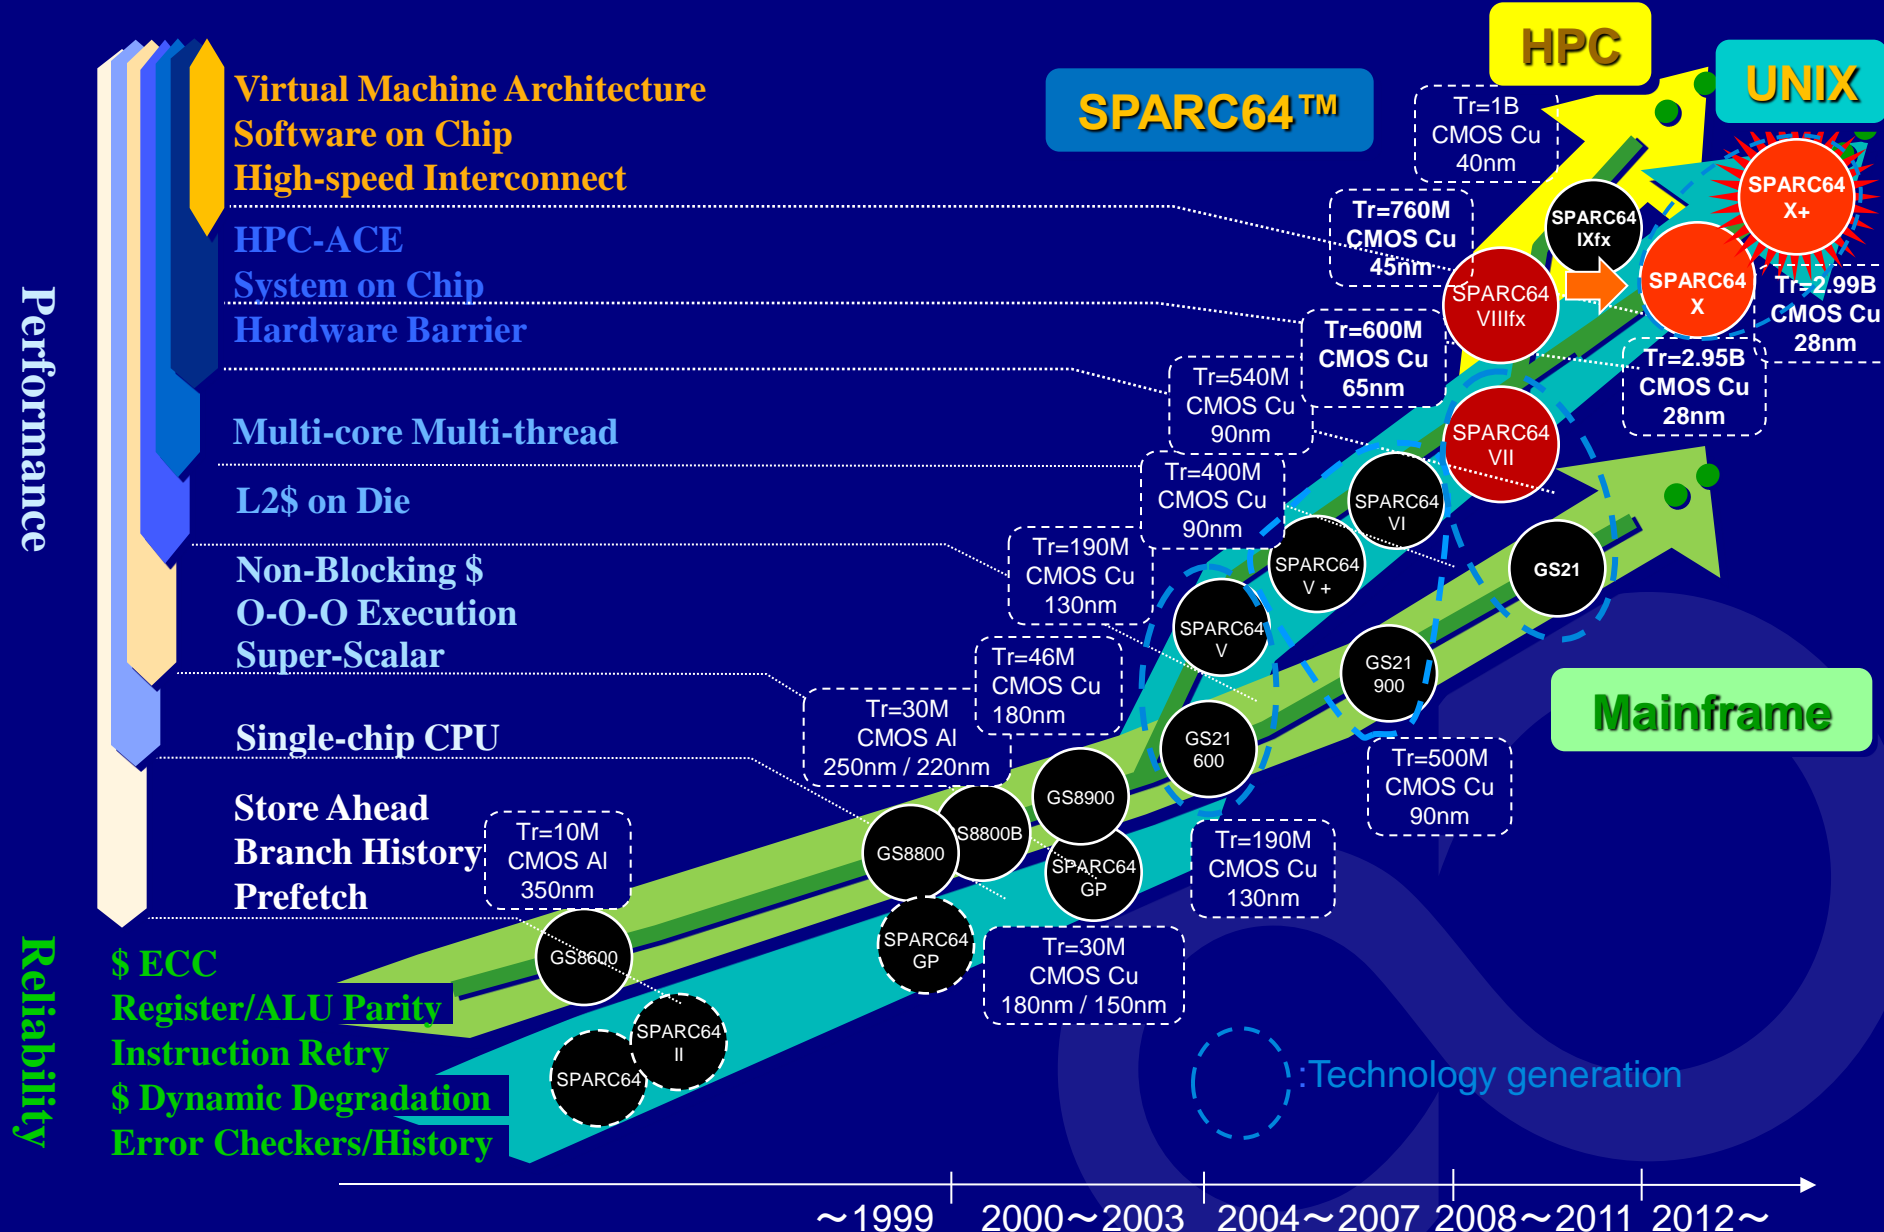 Performance
Reliability
Virtual Machine Architecture
Software on Chip
High-speed Interconnect
HPC-ACE
System on Chip
Hardware Barrier
Multi-core Multi-thread
L2$ on Die
Non-Blocking $
O-O-O Execution
Super-Scalar
Single-chip CPU
Store Ahead
Branch History
Prefetch
$ ECC
Register/ALU Parity
Instruction Retry
$ Dynamic Degradation
Error Checkers/History
SPARC64™
HPC
UNIX
Mainframe
Tr=1B
CMOS Cu
40nm
Tr=760M
CMOS Cu
45nm
Tr=600M
CMOS Cu
65nm
Tr=540M
CMOS Cu
90nm
Tr=400M
CMOS Cu
90nm
Tr=190M
CMOS Cu
130nm
Tr=46M
CMOS Cu
180nm
Tr=30M
CMOS Al
250nm / 220nm
Tr=10M
CMOS Al
350nm
Tr=2.99B
CMOS Cu
28nm
Tr=2.95B
CMOS Cu
28nm
Tr=500M
CMOS Cu
90nm
Tr=190M
CMOS Cu
130nm
Tr=30M
CMOS Cu
180nm / 150nm
SPARC64
X+
SPARC64
IXfx
SPARC64
X
SPARC64
VIIIfx
SPARC64
VII
SPARC64
VI
SPARC64
V +
SPARC64
V
GS21
GS21
900
GS21
600
GS8900
S8800B
GS8800
SPARC64
GP
SPARC64
GP
GS8600
SPARC64
II
SPARC64
:Technology generation
～1999
2000～2003
2004～2007
2008～2011
2012～